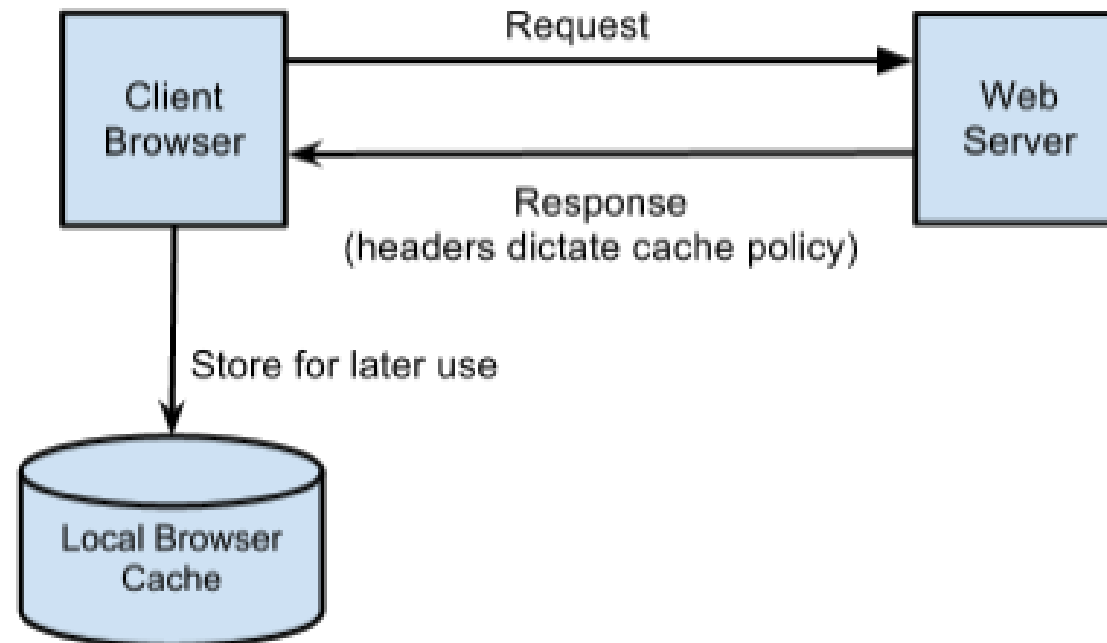 Request
Client
Browser
Web
Server
Response
(headers dictate cache policy)
Store for later use
Local Browser
Cache